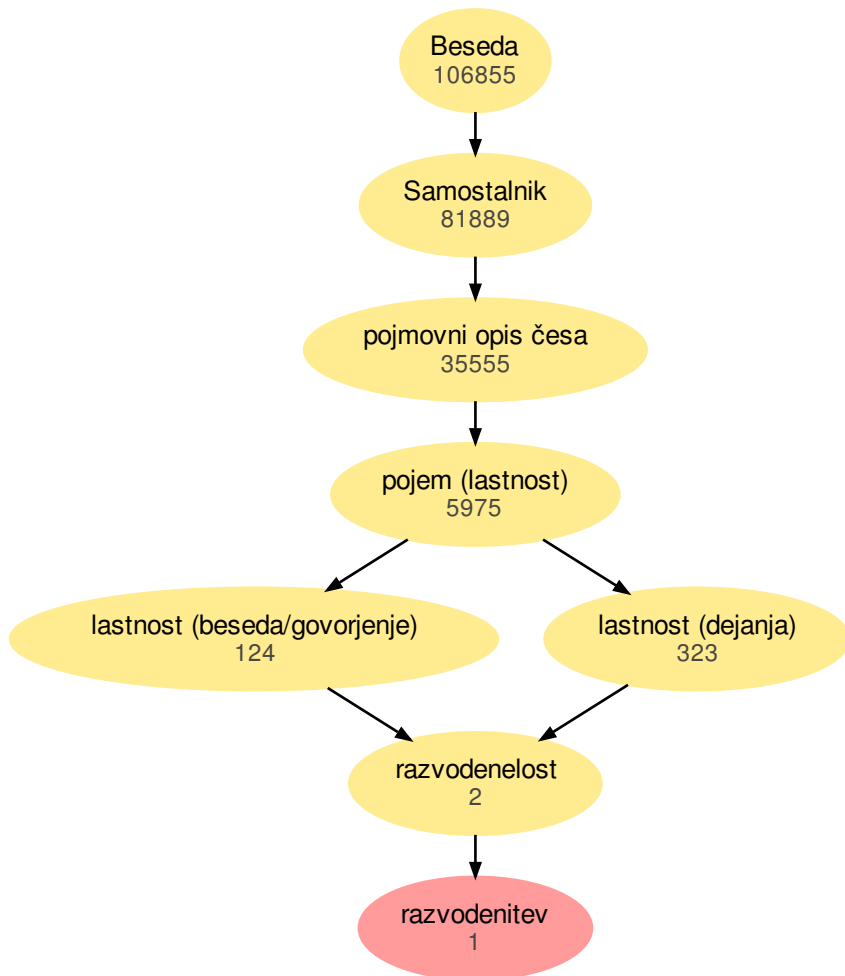 Beseda
106855
Samostalnik
81889
pojmovni opis česa
35555
pojem (lastnost)
5975
lastnost (beseda/govorjenje)
124
lastnost (dejanja)
323
razvodenelost
2
razvodenitev
1